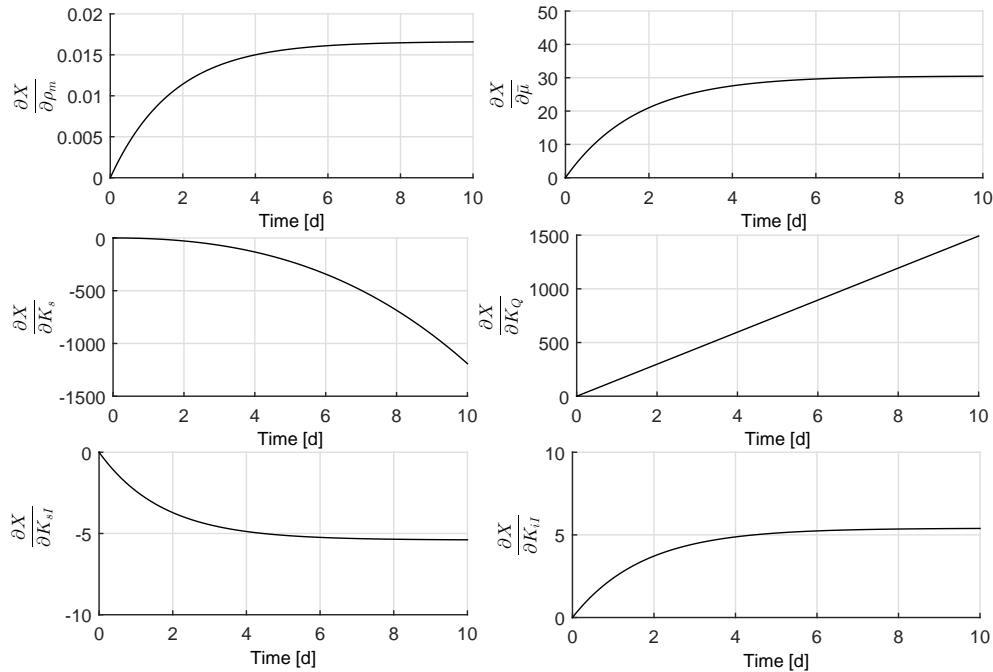 0.02
0.015
0.01
0.005
0
∂X
∂ρm
0 2 4 6 8 10
Time [d]
50
40
30
20
10
0
∂X
∂μ̄
0 2 4 6 8 10
Time [d]
0
-500
-1000
-1500
∂X
∂Ks
0 2 4 6 8 10
Time [d]
1500
1000
500
0
∂X
∂KQ
0 2 4 6 8 10
Time [d]
0
-5
-10
∂X
∂KsI
0 2 4 6 8 10
Time [d]
10
5
0
∂X
∂KiI
0 2 4 6 8 10
Time [d]